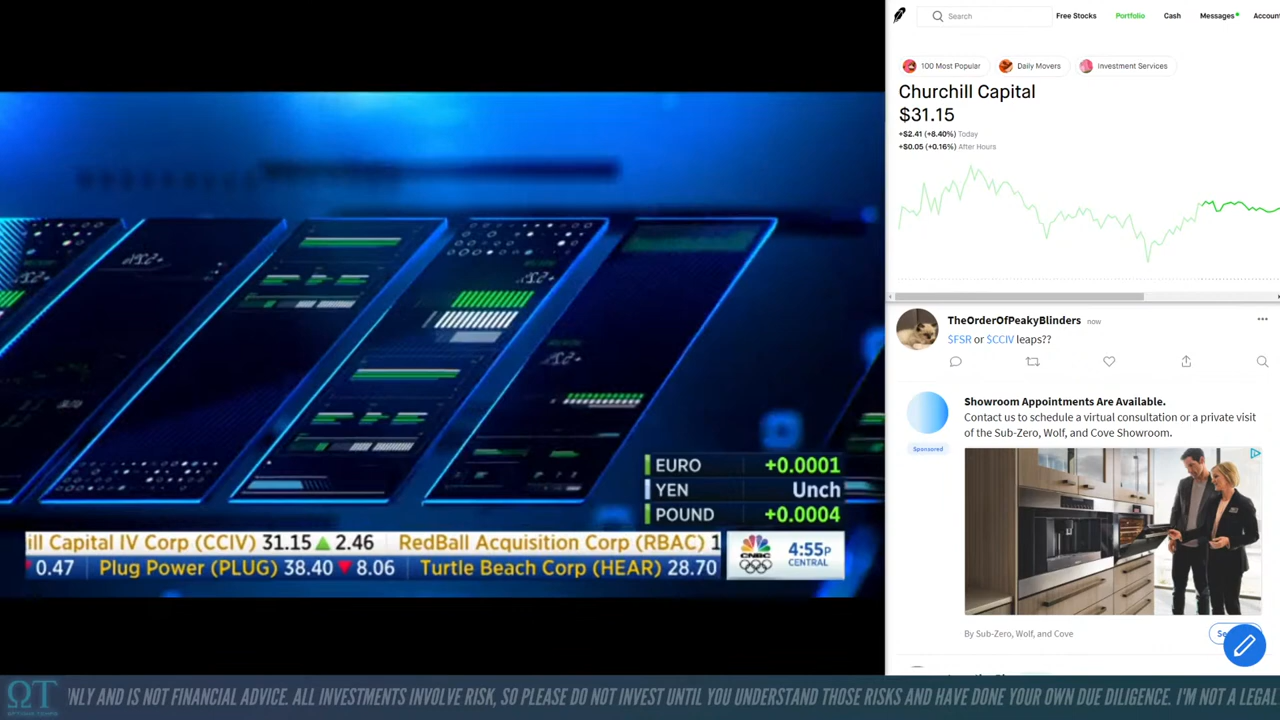 EURO +0.0001
YEN Unch
POUND +0.0004
ill Capital IV Corp (CCIV) 31.15 ▲ 2.46 RedBall Acquisition Corp (RBAC) 1
0.47 Plug Power (PLUG) 38.40 ▼ 8.06 Turtle Beach Corp (HEAR) 28.70
CNBC
4:55P
CENTRAL
Search
Free Stocks
Portfolio
Cash
Messages
Accoun
100 Most Popular
Daily Movers
Investment Services
Churchill Capital
$31.15
+$2.41 (+8.40%) Today
+$0.05 (+0.16%) After Hours
TheOrderOfPeakyBlinders now
$FSR or $CCIV leaps??
Showroom Appointments Are Available.
Contact us to schedule a virtual consultation or a private visit
of the Sub-Zero, Wolf, and Cove Showroom.
Sponsored
By Sub-Zero, Wolf, and Cove
ΩT
NLY AND IS NOT FINANCIAL ADVICE. ALL INVESTMENTS INVOLVE RISK, SO PLEASE DO NOT INVEST UNTIL YOU UNDERSTAND THOSE RISKS AND HAVE DONE YOUR OWN DUE DILIGENCE. I'M NOT A LEGAL